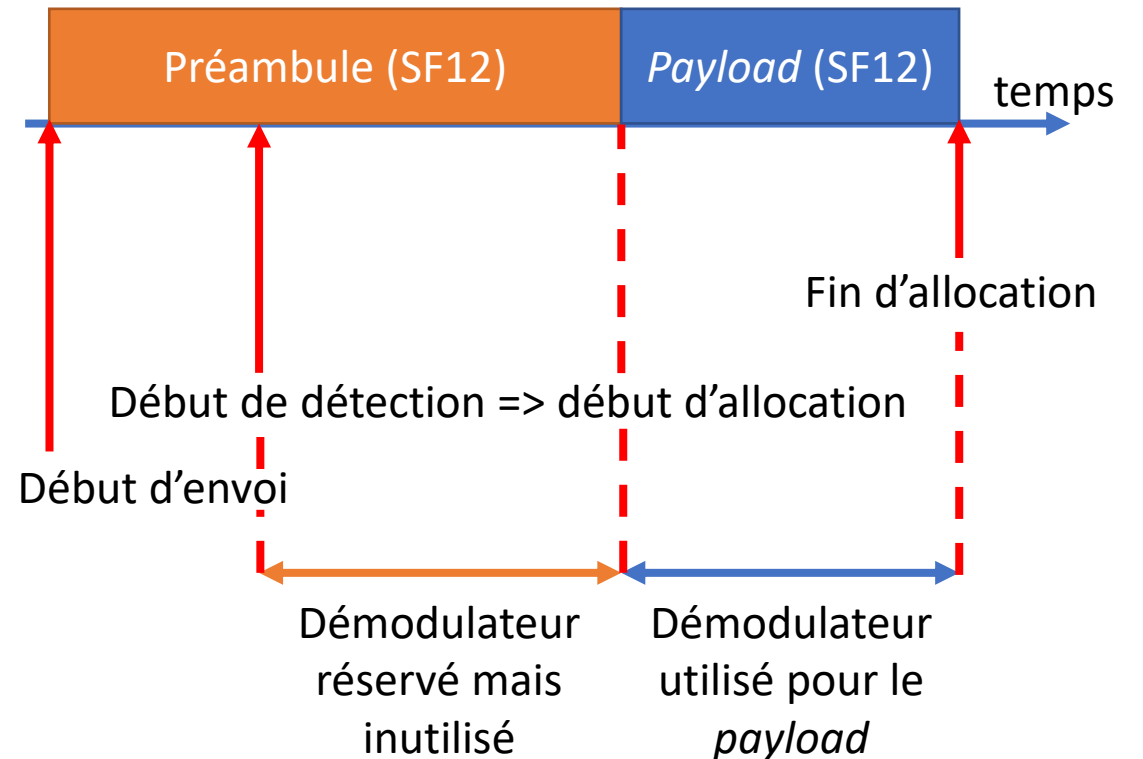 Préambule (SF12)
Payload (SF12)
temps
Fin d’allocation
Début de détection => début d’allocation
Début d’envoi
Démodulateur
réservé mais
inutilisé
Démodulateur
utilisé pour le
payload